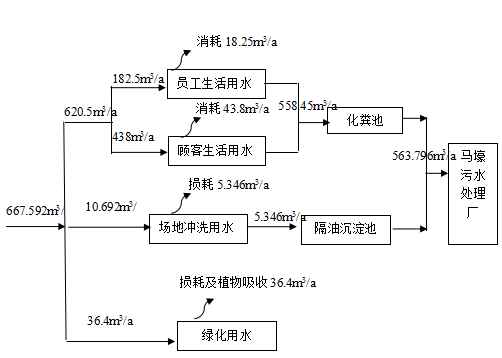 消耗 18.25m³/a
182.5m³/a
员工生活用水
620.5m³/a
消耗 43.8m³/a
558.45m³/a
化粪池
438m³/a
顾客生活用水
563.796m³/a
马壕
污水
处理
厂
损耗 5.346m³/a
667.592m³/
10.692m³/
场地冲洗用水
5.346m³/a
隔油沉淀池
损耗及植物吸收 36.4m³/a
36.4m³/a
绿化用水